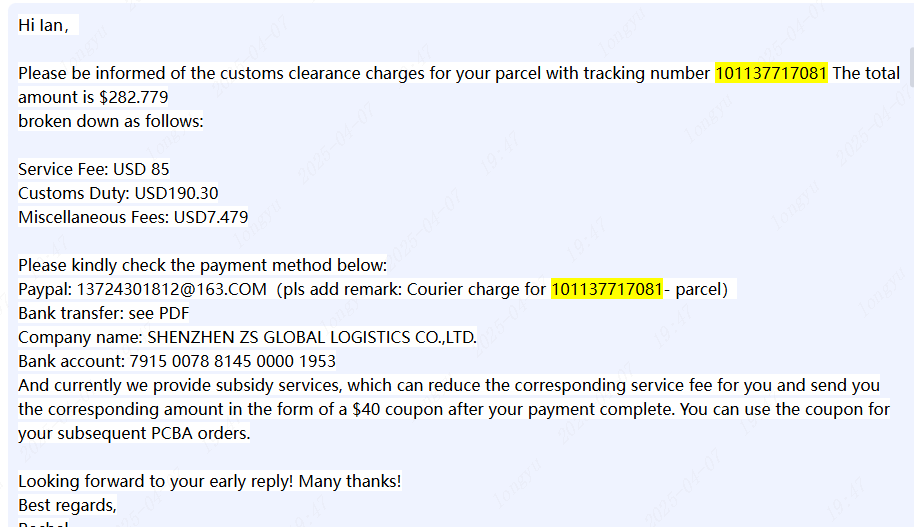 Hi Ian，
Please be informed of the customs clearance charges for your parcel with tracking number 101137717081 The total
amount is $282.779
broken down as follows:
Service Fee: USD 85
Customs Duty: USD190.30
Miscellaneous Fees: USD7.479
Please kindly check the payment method below:
Paypal: 13724301812@163.COM（pls add remark: Courier charge for 101137717081- parcel）
Bank transfer: see PDF
Company name: SHENZHEN ZS GLOBAL LOGISTICS CO.,LTD.
Bank account: 7915 0078 8145 0000 1953
And currently we provide subsidy services, which can reduce the corresponding service fee for you and send you
the corresponding amount in the form of a $40 coupon after your payment complete. You can use the coupon for
your subsequent PCBA orders.
Looking forward to your early reply! Many thanks!
Best regards,